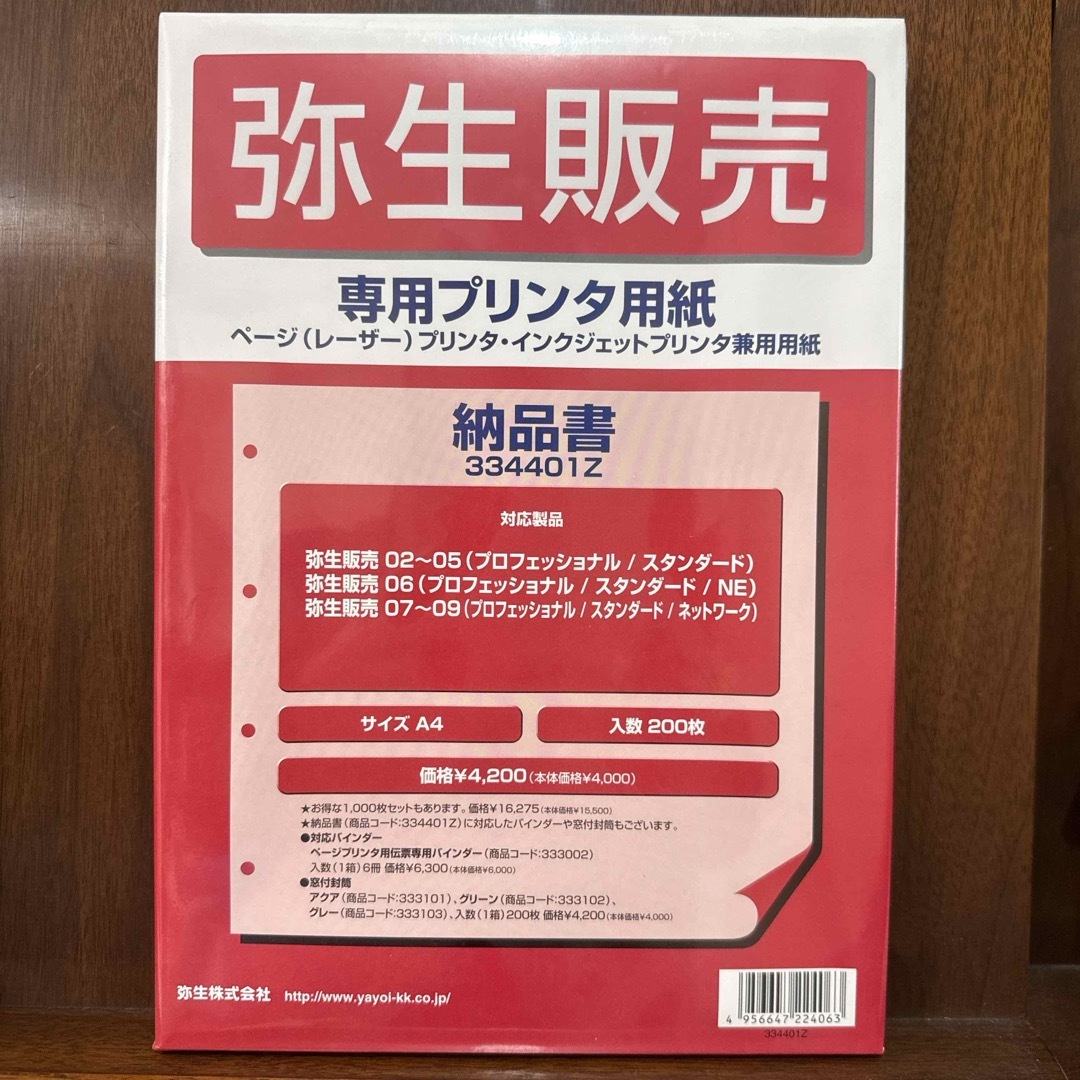 弥生販売
専用プリンタ用紙
ページ(レーザー)プリンタ・インクジェットプリンタ兼用用紙
納品書
334401Z
対応製品
弥生販売 02〜05(プロフェッショナル / スタンダード)
弥生販売 06(プロフェッショナル / スタンダード / NE)
弥生販売 07〜09(プロフェッショナル / スタンダード / ネットワーク)
サイズ A4
入数 200枚
価格¥4,200(本体価格¥4,000)
★お得な1,000枚セットもあります。価格¥16,275(本体価格¥15,500)
★納品書(商品コード:334401Z)に対応したバインダーや窓付封筒もございます。
●対応バインダー
ページプリンタ用伝票専用バインダー(商品コード:333002)
入数(1箱)6冊 価格¥6,300(本体価格¥6,000)
●窓付封筒
アクア(商品コード:333101)、グリーン(商品コード:333102)、
グレー(商品コード:333103)、入数(1箱)200枚 価格¥4,200(本体価格¥4,000)
弥生株式会社 http://www.yayoi-kk.co.jp/
4 956647 224063
334401Z